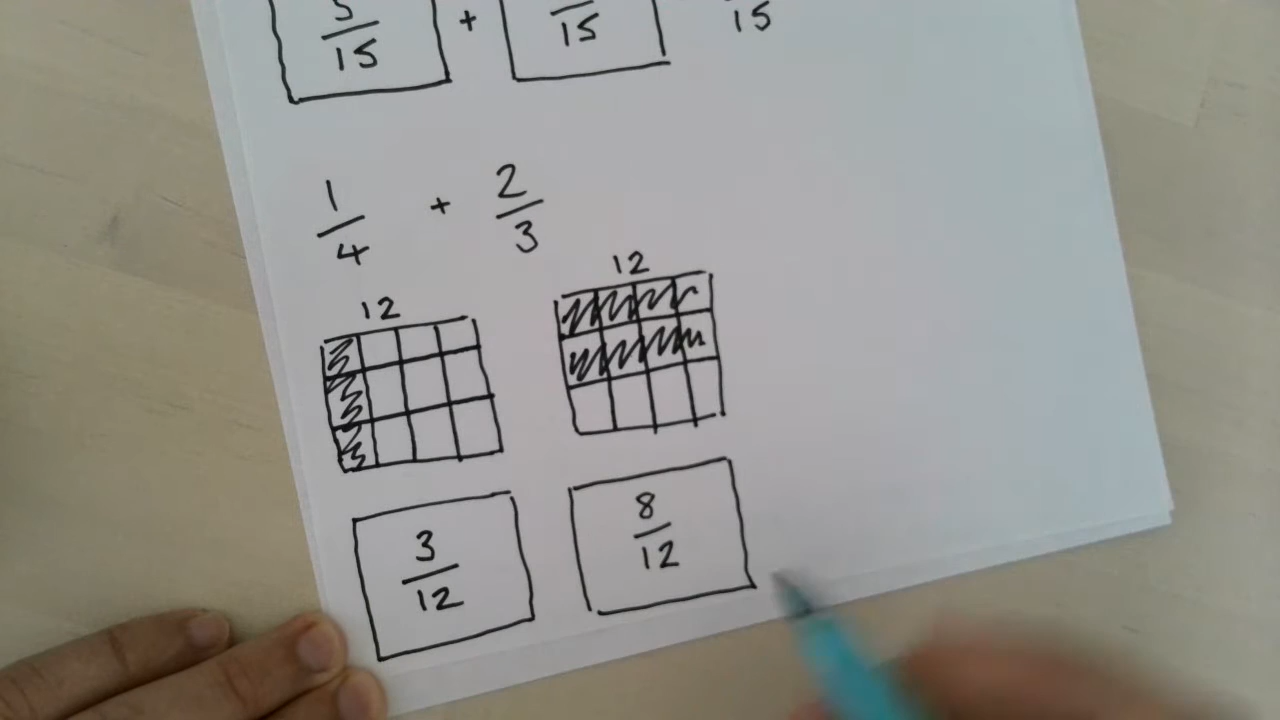 5/15 + /15 /15
1/4 + 2/3
12 12
3/12 8/12